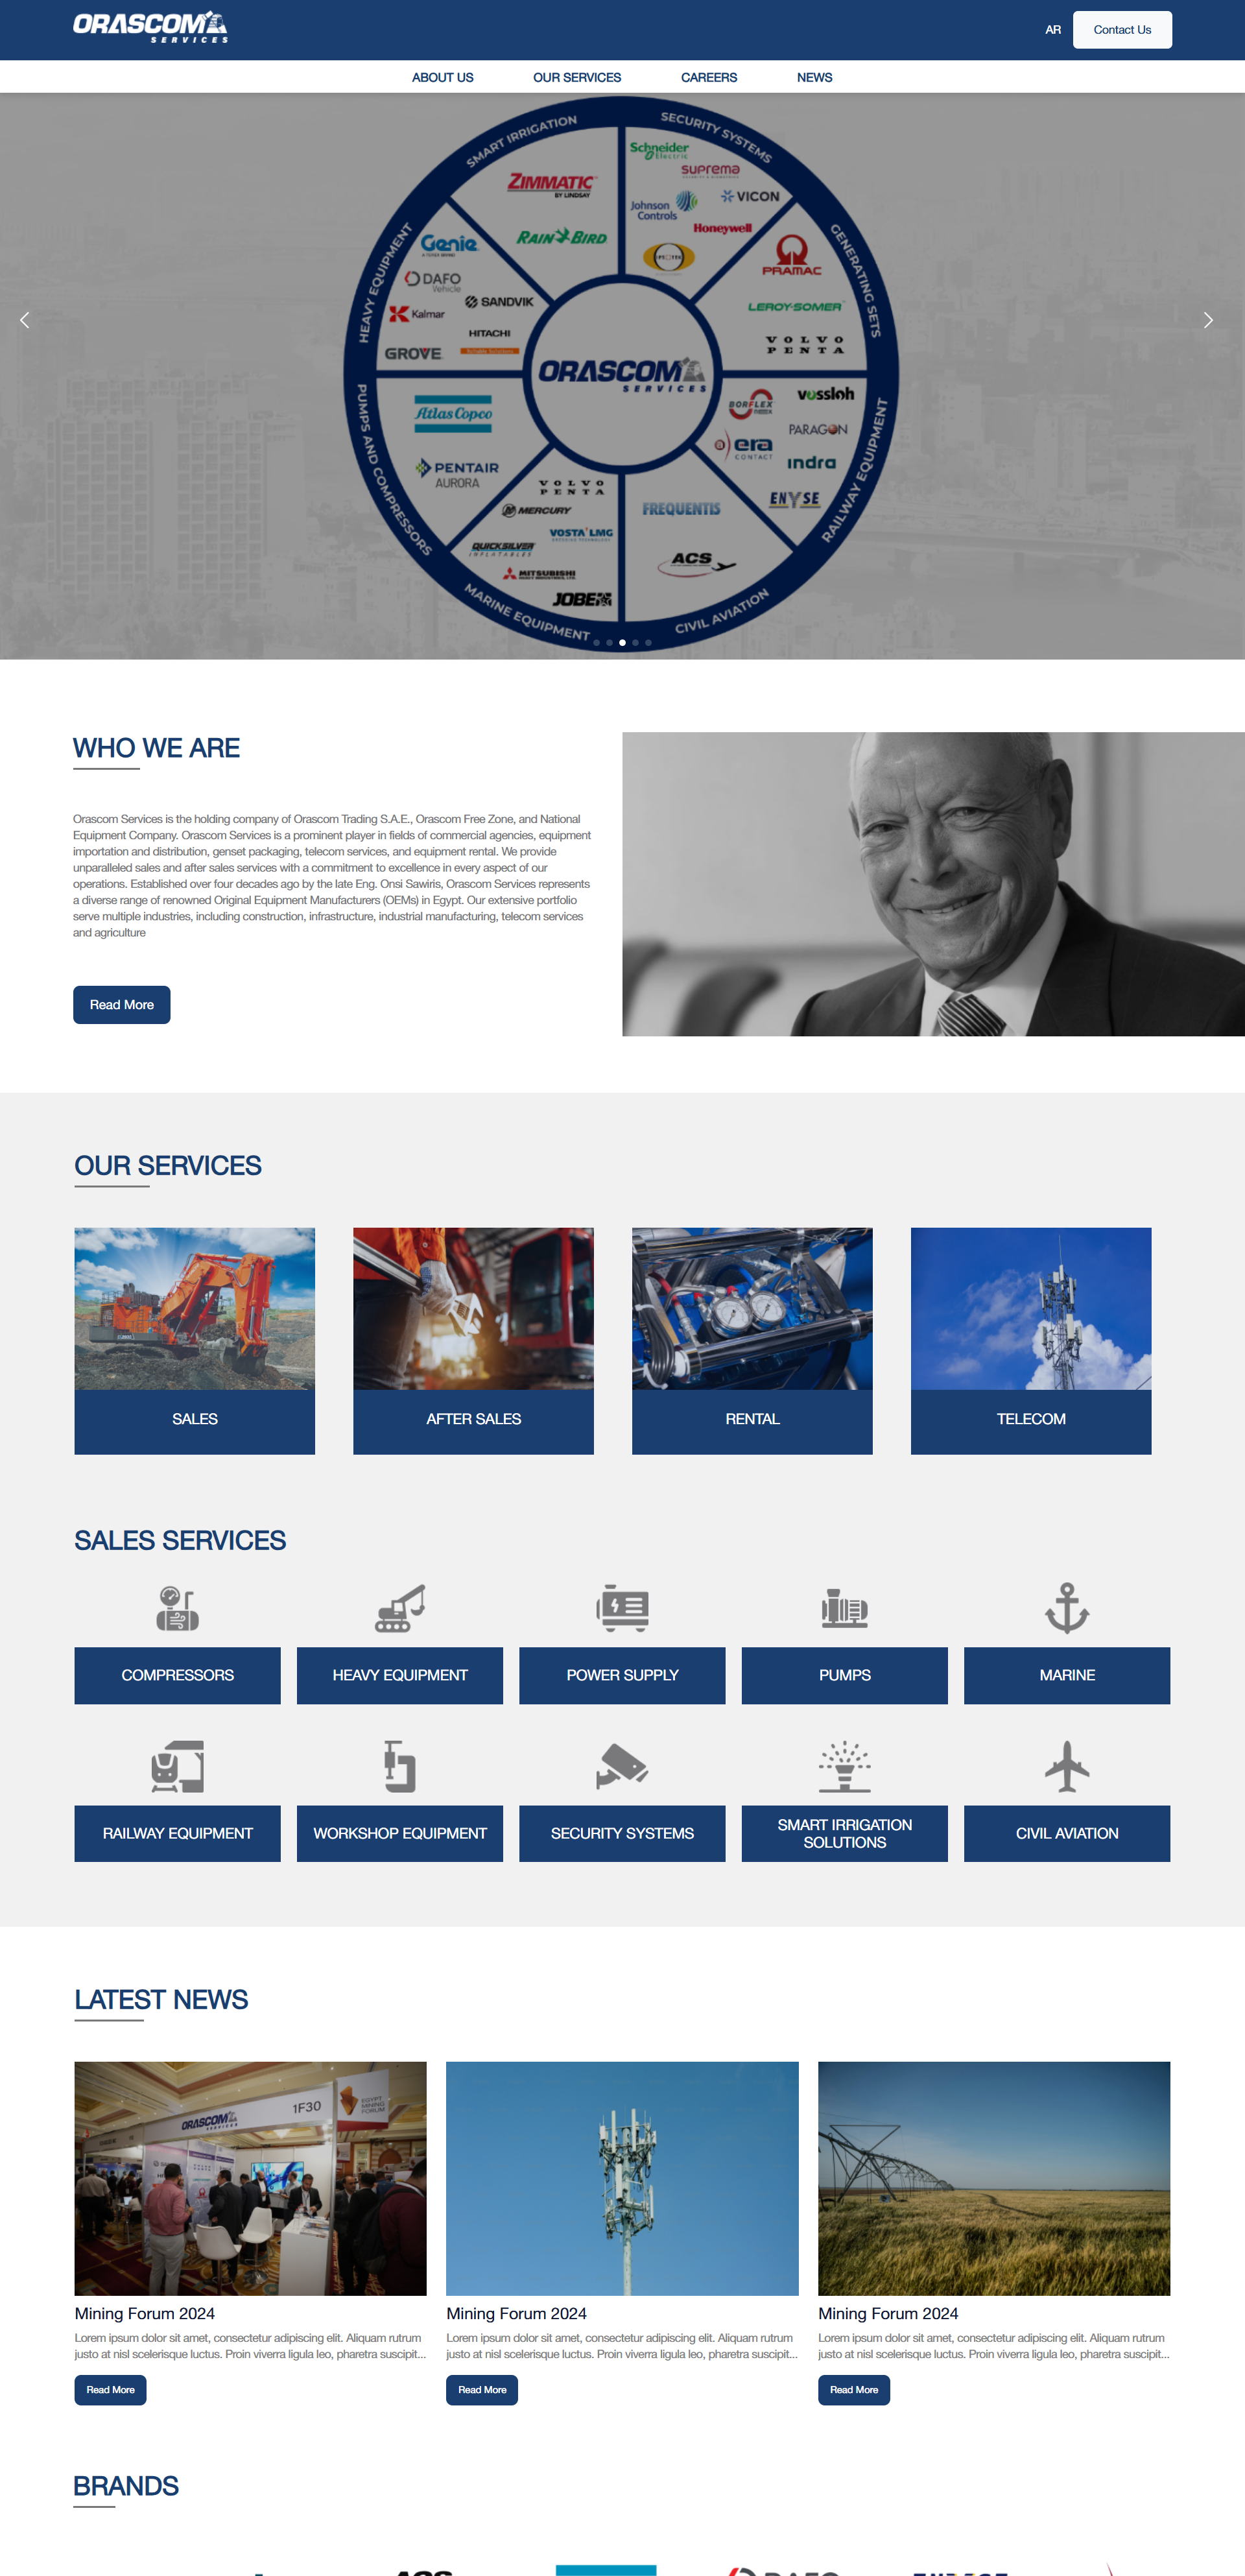 ORASCOM
SERVICES
AR
Contact Us
ABOUT US
OUR SERVICES
CAREERS
NEWS
SMART IRRIGATION
SECURITY SYSTEMS
GENERATING SETS
RAILWAY EQUIPMENT
CIVIL AVIATION
MARINE EQUIPMENT
PUMPS AND COMPRESSORS
HEAVY EQUIPMENT
ZIMMATIC
BY LINDSAY
RAIN BIRD
Schneider
Electric
suprema
VICON
Johnson
Controls
Honeywell
PRAMAC
LEROY-SOMER
VOLVO
PENTA
Genie
A TEREX BRAND
DAFO
Vehicle
SANDVIK
Kalmar
HITACHI
Reliable Solutions
GROVE
ORASCOM
SERVICES
Atlas Copco
PENTAIR
AURORA
VOLVO
PENTA
MERCURY
VOSTA LMG
QUICKSILVER
INFLATABLES
MITSUBISHI
JOBE
FREQUENTIS
ACS
BORFLEX
vossloh
PARAGON
era
CONTACT
indra
ENYSE
WHO WE ARE
Orascom Services is the holding company of Orascom Trading S.A.E., Orascom Free Zone, and National
Equipment Company. Orascom Services is a prominent player in fields of commercial agencies, equipment
importation and distribution, genset packaging, telecom services, and equipment rental. We provide
unparalleled sales and after sales services with a commitment to excellence in every aspect of our
operations. Established over four decades ago by the late Eng. Onsi Sawiris, Orascom Services represents
a diverse range of renowned Original Equipment Manufacturers (OEMs) in Egypt. Our extensive portfolio
serve multiple industries, including construction, infrastructure, industrial manufacturing, telecom services
and agriculture
Read More
OUR SERVICES
SALES
AFTER SALES
RENTAL
TELECOM
SALES SERVICES
COMPRESSORS
HEAVY EQUIPMENT
POWER SUPPLY
PUMPS
MARINE
RAILWAY EQUIPMENT
WORKSHOP EQUIPMENT
SECURITY SYSTEMS
SMART IRRIGATION
SOLUTIONS
CIVIL AVIATION
LATEST NEWS
ORASCOM
SERVICES
1F30
EGYPT
MINING
FORUM
Mining Forum 2024
Lorem ipsum dolor sit amet, consectetur adipiscing elit. Aliquam rutrum
justo at nisl scelerisque luctus. Proin viverra ligula leo, pharetra suscipit...
Read More
Mining Forum 2024
Lorem ipsum dolor sit amet, consectetur adipiscing elit. Aliquam rutrum
justo at nisl scelerisque luctus. Proin viverra ligula leo, pharetra suscipit...
Read More
Mining Forum 2024
Lorem ipsum dolor sit amet, consectetur adipiscing elit. Aliquam rutrum
justo at nisl scelerisque luctus. Proin viverra ligula leo, pharetra suscipit...
Read More
BRANDS